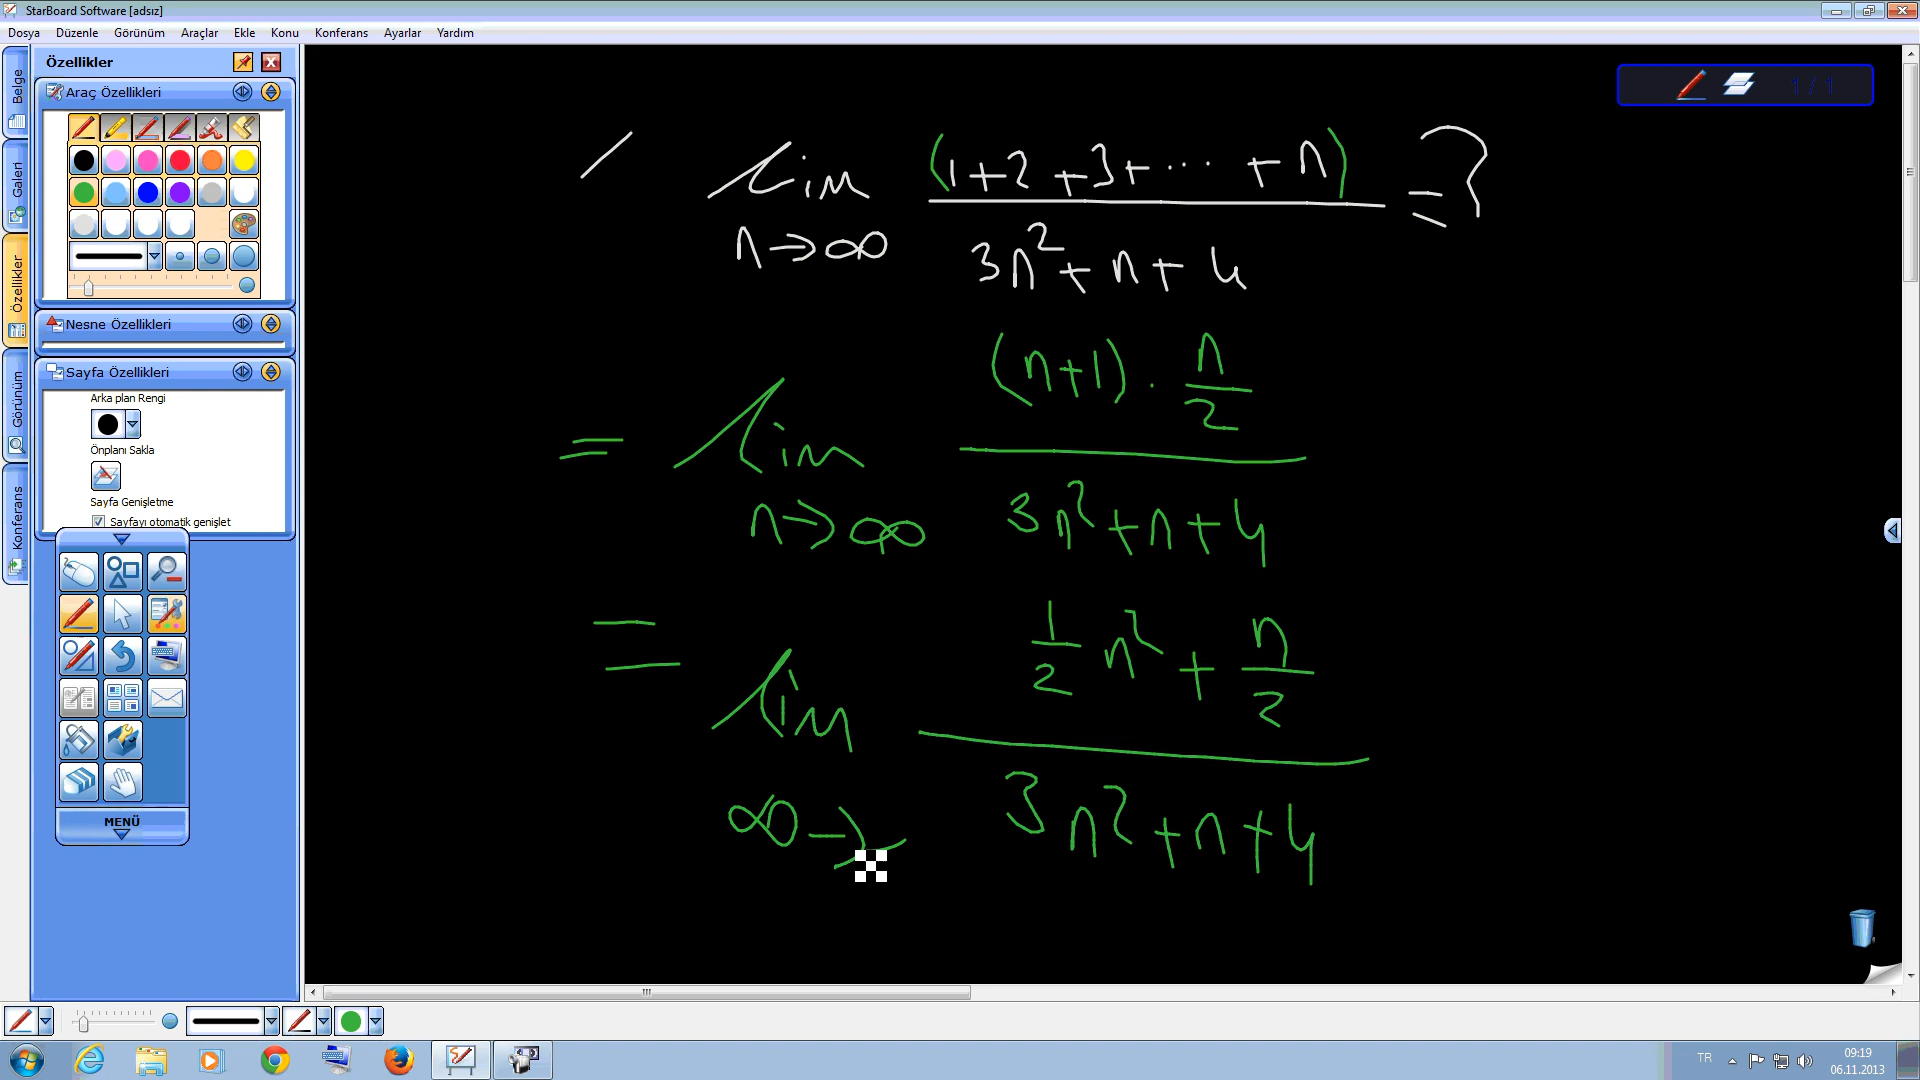 StarBoard Software [adsız]
Dosya Düzenle Görünüm Araçlar Ekle Konu Konferans Ayarlar Yardım
Belge
Galeri
Özellikler
Görünüm
Konferans
Özellikler
Araç Özellikleri
Nesne Özellikleri
Sayfa Özellikleri
Arka plan Rengi
Önplanı Sakla
Sayfa Genişletme
Sayfayı otomatik genişlet
MENÜ
1 / 1
lim (1+2+3+⋯+n) = ?
n→∞ 3n²+n+4
(n+1) · n/2
= lim
n→∞ 3n²+n+4
1/2 n² + n/2
= lim
∞→ 3n²+n+4
TR
09:19
06.11.2013